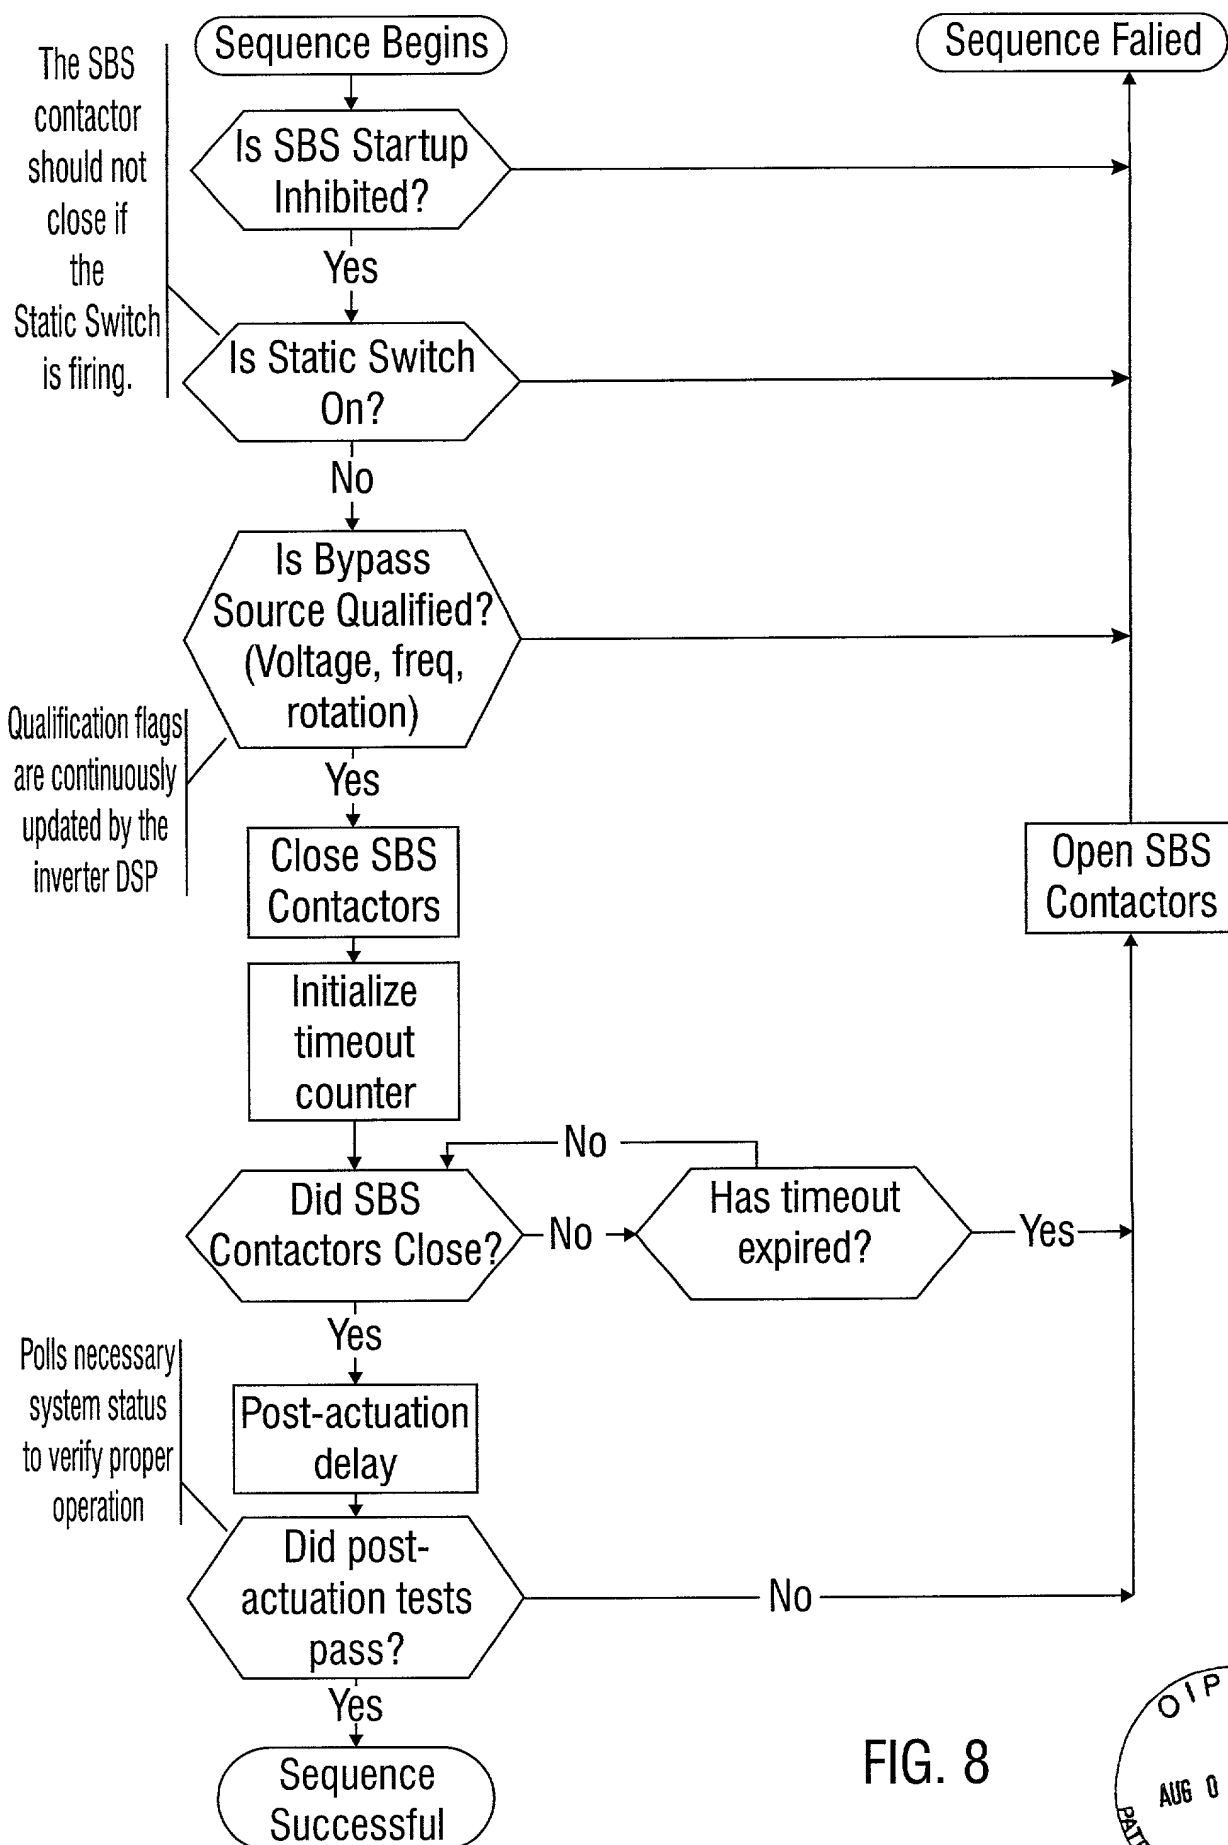 Sequence Begins
Sequence Falied
The SBS
contactor
should not
close if
the
Static Switch
is firing.
Is SBS Startup
Inhibited?
Yes
Is Static Switch
On?
No
Is Bypass
Source Qualified?
(Voltage, freq,
rotation)
Qualification flags
are continuously
updated by the
inverter DSP
Yes
Close SBS
Contactors
Open SBS
Contactors
Initialize
timeout
counter
No
Did SBS
Contactors Close?
No
Has timeout
expired?
Yes
Yes
Polls necessary
system status
to verify proper
operation
Post-actuation
delay
Did post-
actuation tests
pass?
No
Yes
Sequence
Successful
FIG. 8
OIP
AUG 0